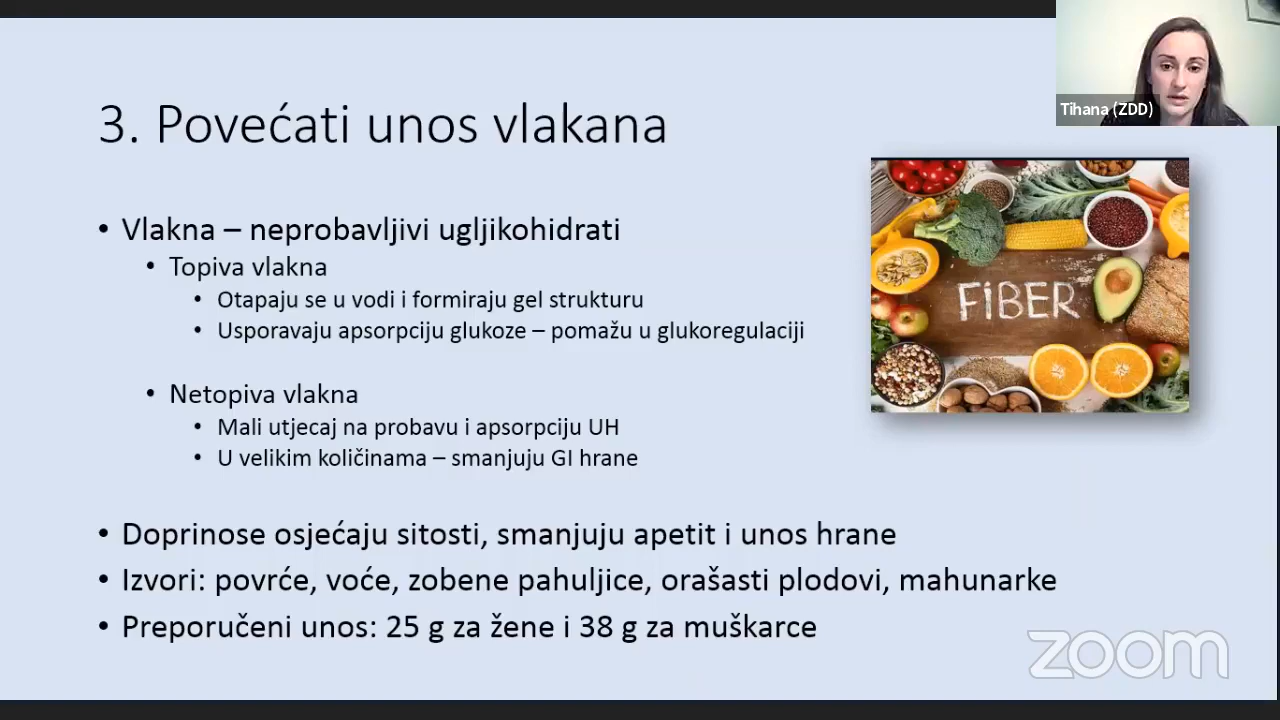 3. Povećati unos vlakana
Tihana (ZDD)
• Vlakna – neprobavljivi ugljikohidrati
• Topiva vlakna
• Otapaju se u vodi i formiraju gel strukturu
• Usporavaju apsorpciju glukoze – pomažu u glukoregulaciji
• Netopiva vlakna
• Mali utjecaj na probavu i apsorpciju UH
• U velikim količinama – smanjuju GI hrane
FiBER
• Doprinose osjećaju sitosti, smanjuju apetit i unos hrane
• Izvori: povrće, voće, zobene pahuljice, orašasti plodovi, mahunarke
• Preporučeni unos: 25 g za žene i 38 g za muškarce
zoom